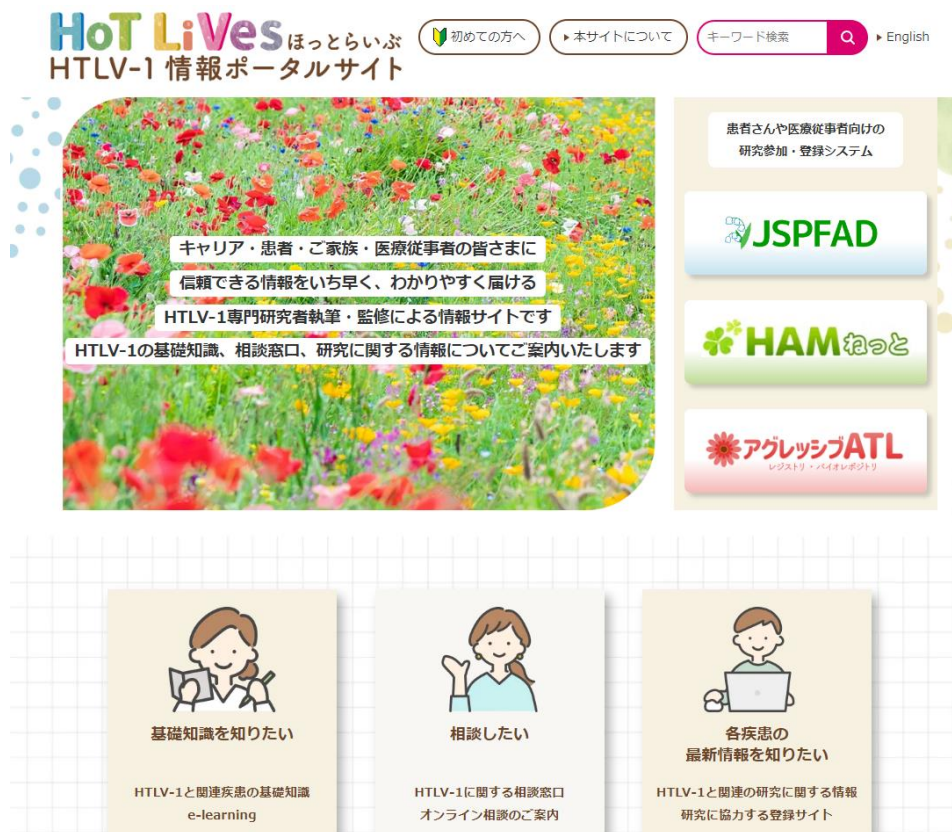 HoT LiVes ほっとらいぶ
HTLV-1 情報ポータルサイト
初めての方へ
本サイトについて
キーワード検索
English
患者さんや医療従事者向けの
研究参加・登録システム
JSPFAD
HAMねっと
アグレッシブATL
レジストリ・バイオレポジトリ
キャリア・患者・ご家族・医療従事者の皆さまに
信頼できる情報をいち早く、わかりやすく届ける
HTLV-1専門研究者執筆・監修による情報サイトです
HTLV-1の基礎知識、相談窓口、研究に関する情報についてご案内いたします
基礎知識を知りたい
HTLV-1と関連疾患の基礎知識
e-learning
相談したい
HTLV-1に関する相談窓口
オンライン相談のご案内
各疾患の
最新情報を知りたい
HTLV-1と関連の研究に関する情報
研究に協力する登録サイト